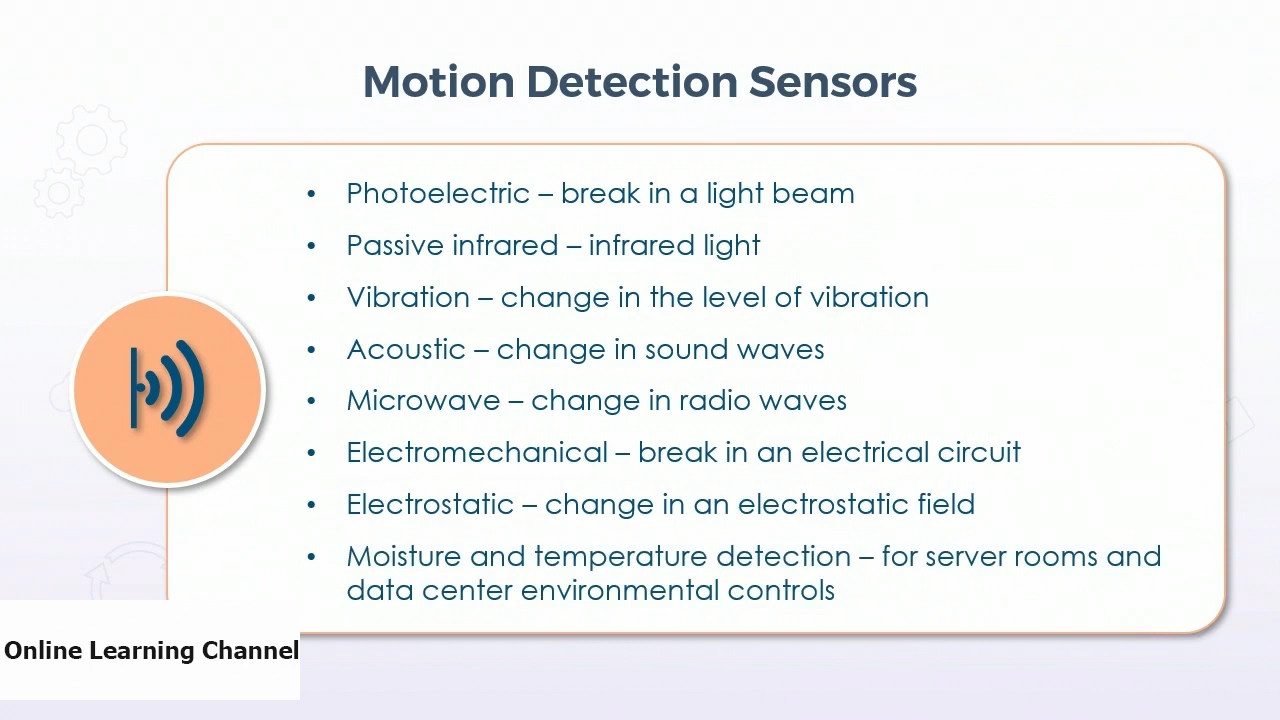 Motion Detection Sensors
• Photoelectric – break in a light beam
• Passive infrared – infrared light
• Vibration – change in the level of vibration
• Acoustic – change in sound waves
• Microwave – change in radio waves
• Electromechanical – break in an electrical circuit
• Electrostatic – change in an electrostatic field
• Moisture and temperature detection – for server rooms and
data center environmental controls
Online Learning Channel